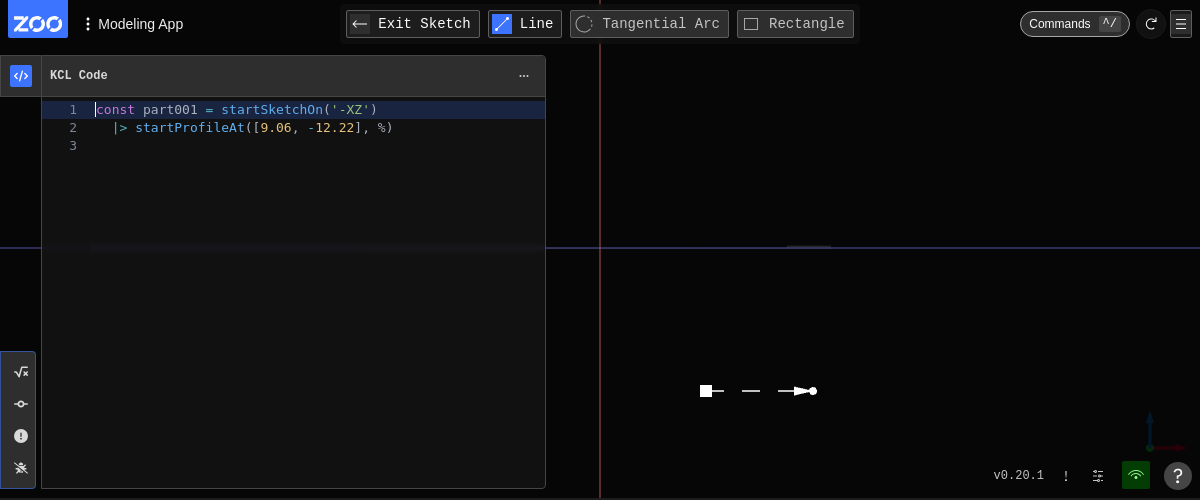 ZOO Modeling App
Exit Sketch Line Tangential Arc Rectangle
Commands ^/
KCL Code ...
1 const part001 = startSketchOn('-XZ')
2   |> startProfileAt([9.06, -12.22], %)
3
v0.20.1 ! ?